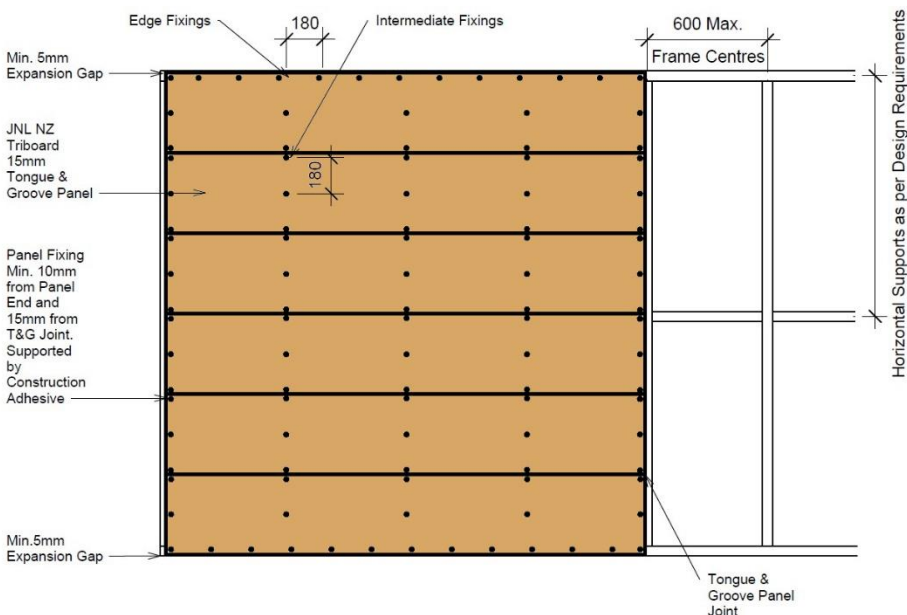 Edge Fixings
180
Intermediate Fixings
600 Max.
Frame Centres
Min. 5mm
Expansion Gap
JNL NZ
Triboard
15mm
Tongue &
Groove Panel
180
Panel Fixing
Min. 10mm
from Panel
End and
15mm from
T&G Joint.
Supported
by
Construction
Adhesive
Min.5mm
Expansion Gap
Tongue &
Groove Panel
Joint
Horizontal Supports as per Design Requirements